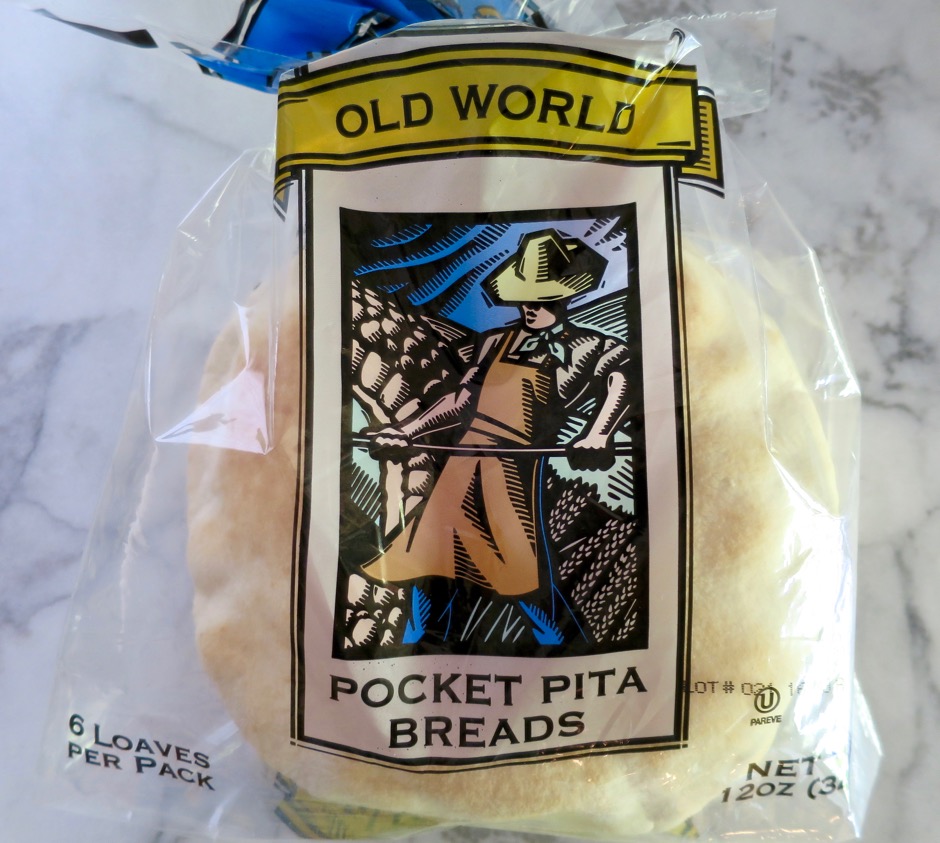 OLD WORLD
POCKET PITA
BREADS
6 LOAVES
PER PACK
LOT #
U
PAREVE
NET
12OZ